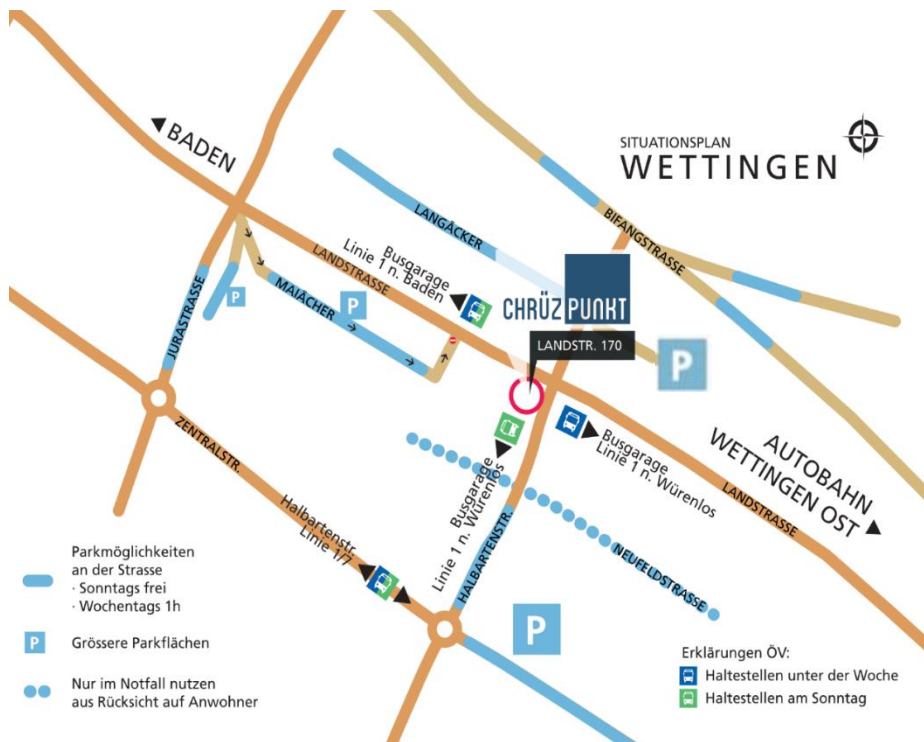 SITUATIONSPLAN
WETTINGEN
BADEN
LANGÄCKER
BIFANGSTRASSE
LANDSTRASSE
Busgarage
Linie 1 n. Baden
CHRÜZPUNKT
LANDSTR. 170
MAIACHER
P
P
P
JURASTRASSE
ZENTRALSTR.
Halbartenstr.
Linie 1/7
Busgarage
Linie 1 n. Würenlos
HALBARTENSTR.
Busgarage
Linie 1 n. Würenlos
NEUFELDSTRASSE
LANDSTRASSE
AUTOBAHN
WETTINGEN OST
P
Parkmöglichkeiten
an der Strasse
· Sonntags frei
· Wochentags 1h
P Grössere Parkflächen
Nur im Notfall nutzen
aus Rücksicht auf Anwohner
Erklärungen ÖV:
Haltestellen unter der Woche
Haltestellen am Sonntag